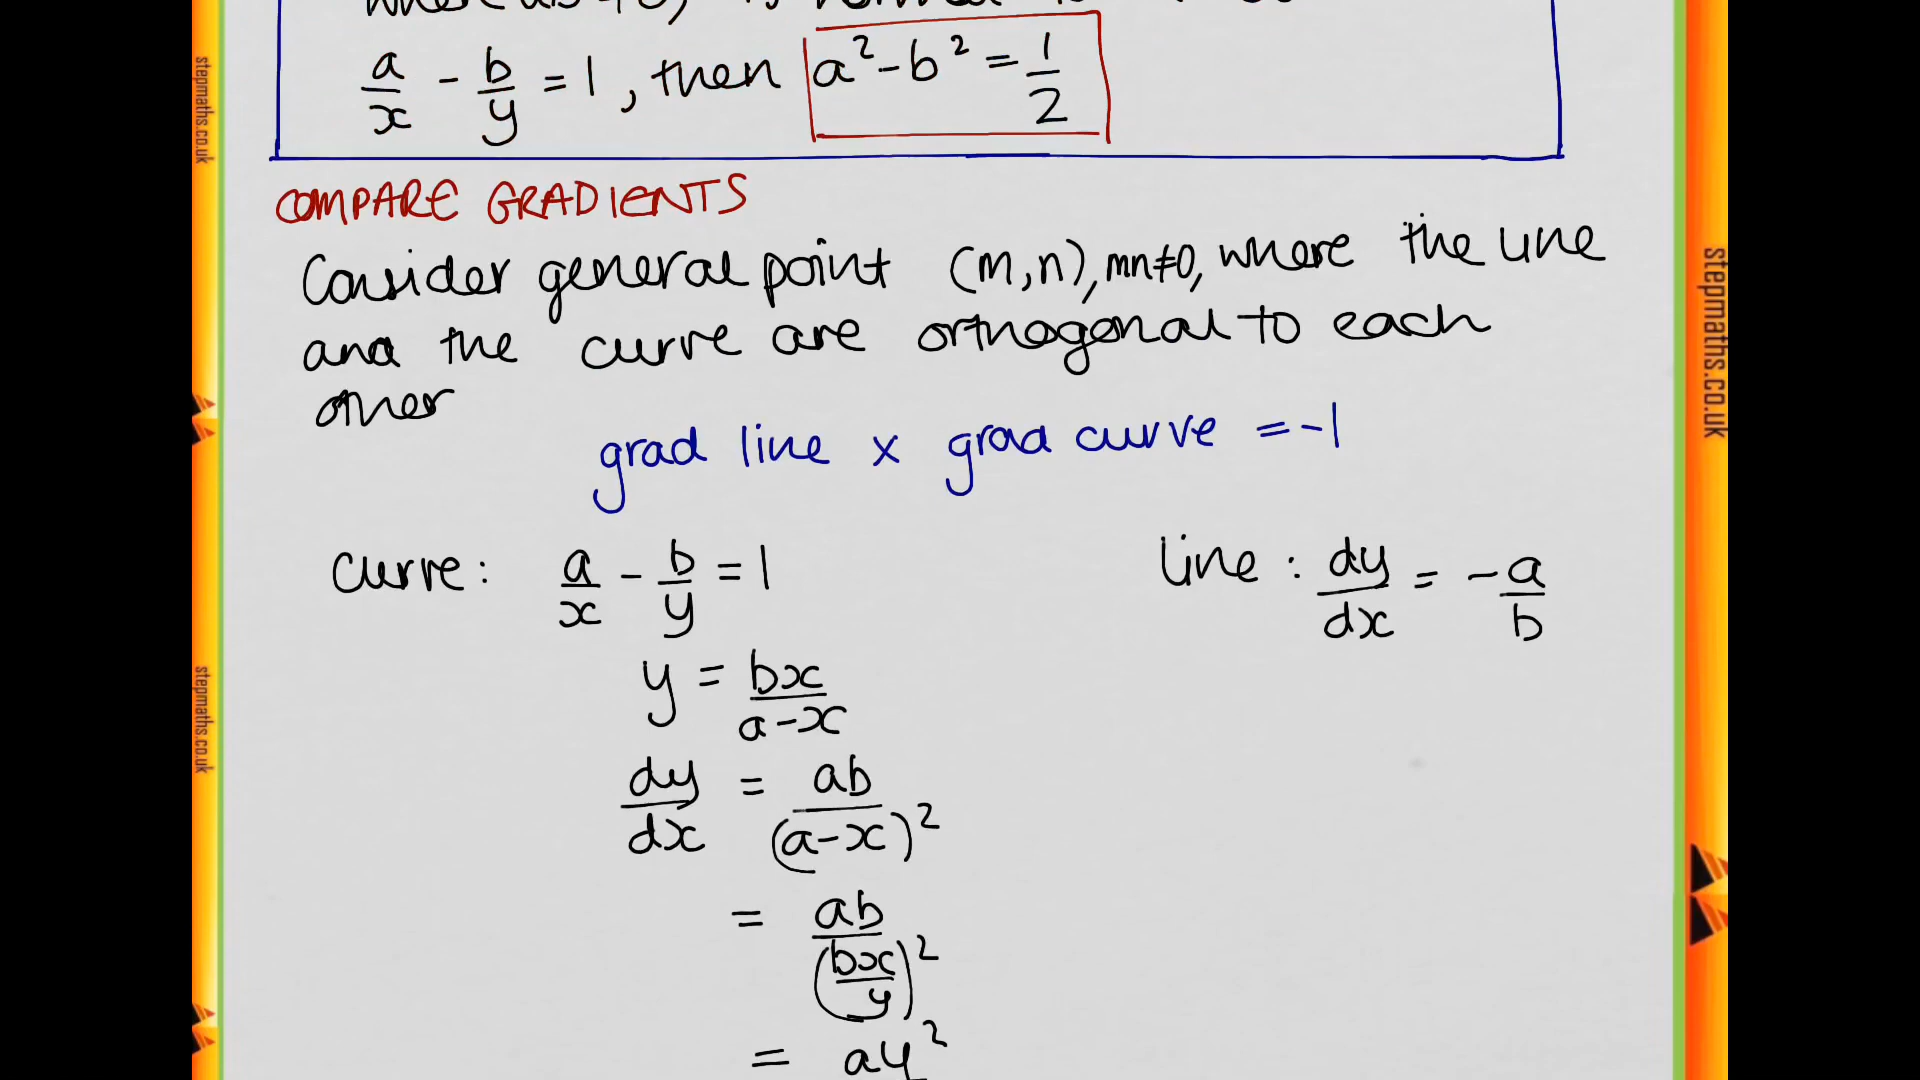 a/x - b/y = 1, then a² - b² = 1/2
COMPARE GRADIENTS
Consider general point (m,n), mn≠0, where the line
and the curve are orthogonal to each
other
grad line x grad curve = -1
curve: a/x - b/y = 1
line: dy/dx = -a/b
y = bx/(a-x)
dy/dx = ab/(a-x)²
= ab/(bx/y)²
= ay²
stepmaths.co.uk
stepmaths.co.uk
stepmaths.co.uk